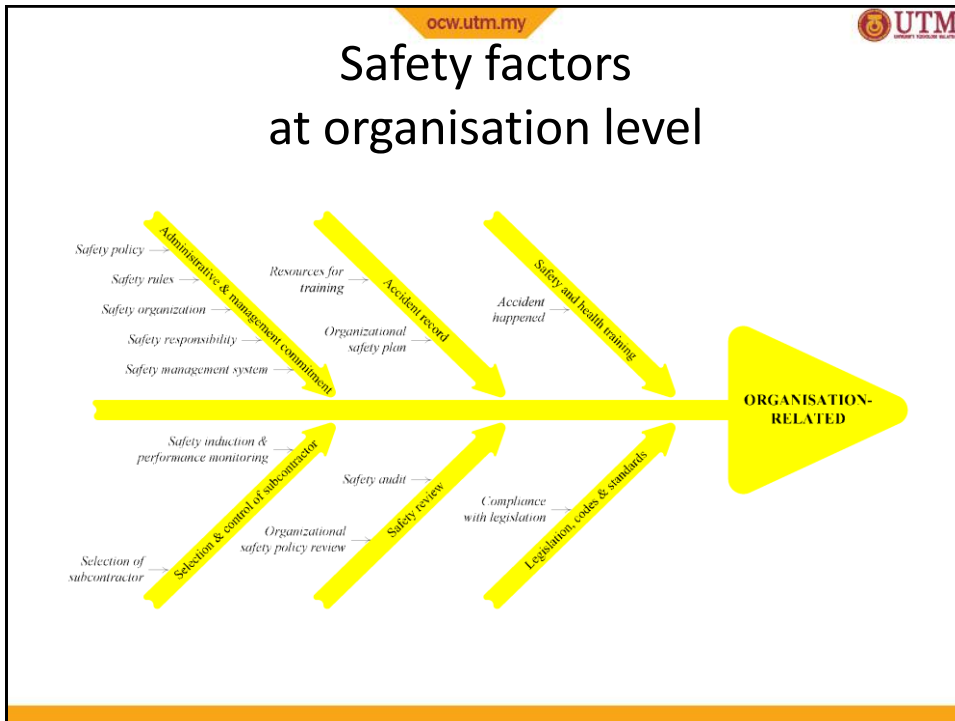 ocw.utm.my
UTM
Safety factors
at organisation level
Administrative & management commitment
Safety policy
Safety rules
Safety organization
Safety responsibility
Safety management system
Accident record
Resources for
training
Organizational
safety plan
Safety and health training
Accident
happened
ORGANISATION-
RELATED
Selection & control of subcontractor
Safety induction &
performance monitoring
Selection of
subcontractor
Safety review
Safety audit
Organizational
safety policy review
Legislation, codes & standards
Compliance
with legislation